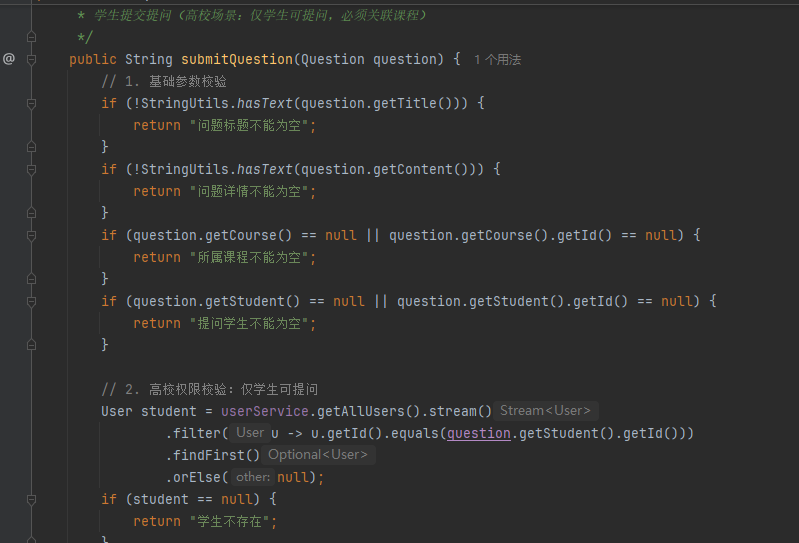 * 学生提交提问（高校场景：仅学生可提问，必须关联课程）
*/
@ public String submitQuestion(Question question) { 1 个用法
// 1. 基础参数校验
if (!StringUtils.hasText(question.getTitle())) {
return "问题标题不能为空";
}
if (!StringUtils.hasText(question.getContent())) {
return "问题详情不能为空";
}
if (question.getCourse() == null || question.getCourse().getId() == null) {
return "所属课程不能为空";
}
if (question.getStudent() == null || question.getStudent().getId() == null) {
return "提问学生不能为空";
}
// 2. 高校权限校验：仅学生可提问
User student = userService.getAllUsers().stream() Stream<User>
.filter( User u -> u.getId().equals(question.getStudent().getId()))
.findFirst() Optional<User>
.orElse( other: null);
if (student == null) {
return "学生不存在";
}